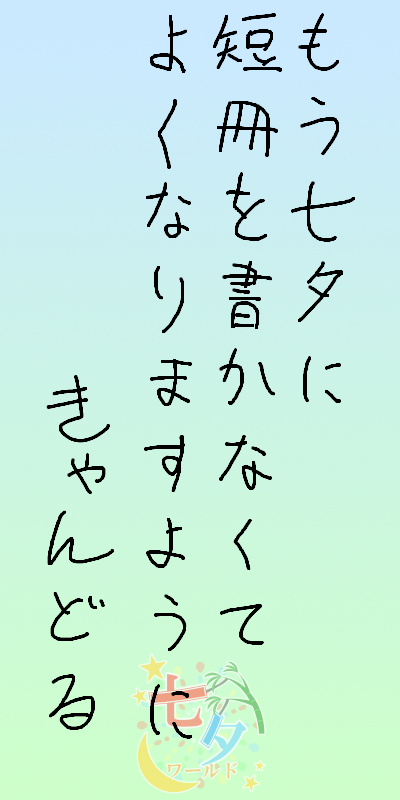 もう七夕に
短冊を書かなくて
よくなりますように
きゃんどる
七夕
ワールド